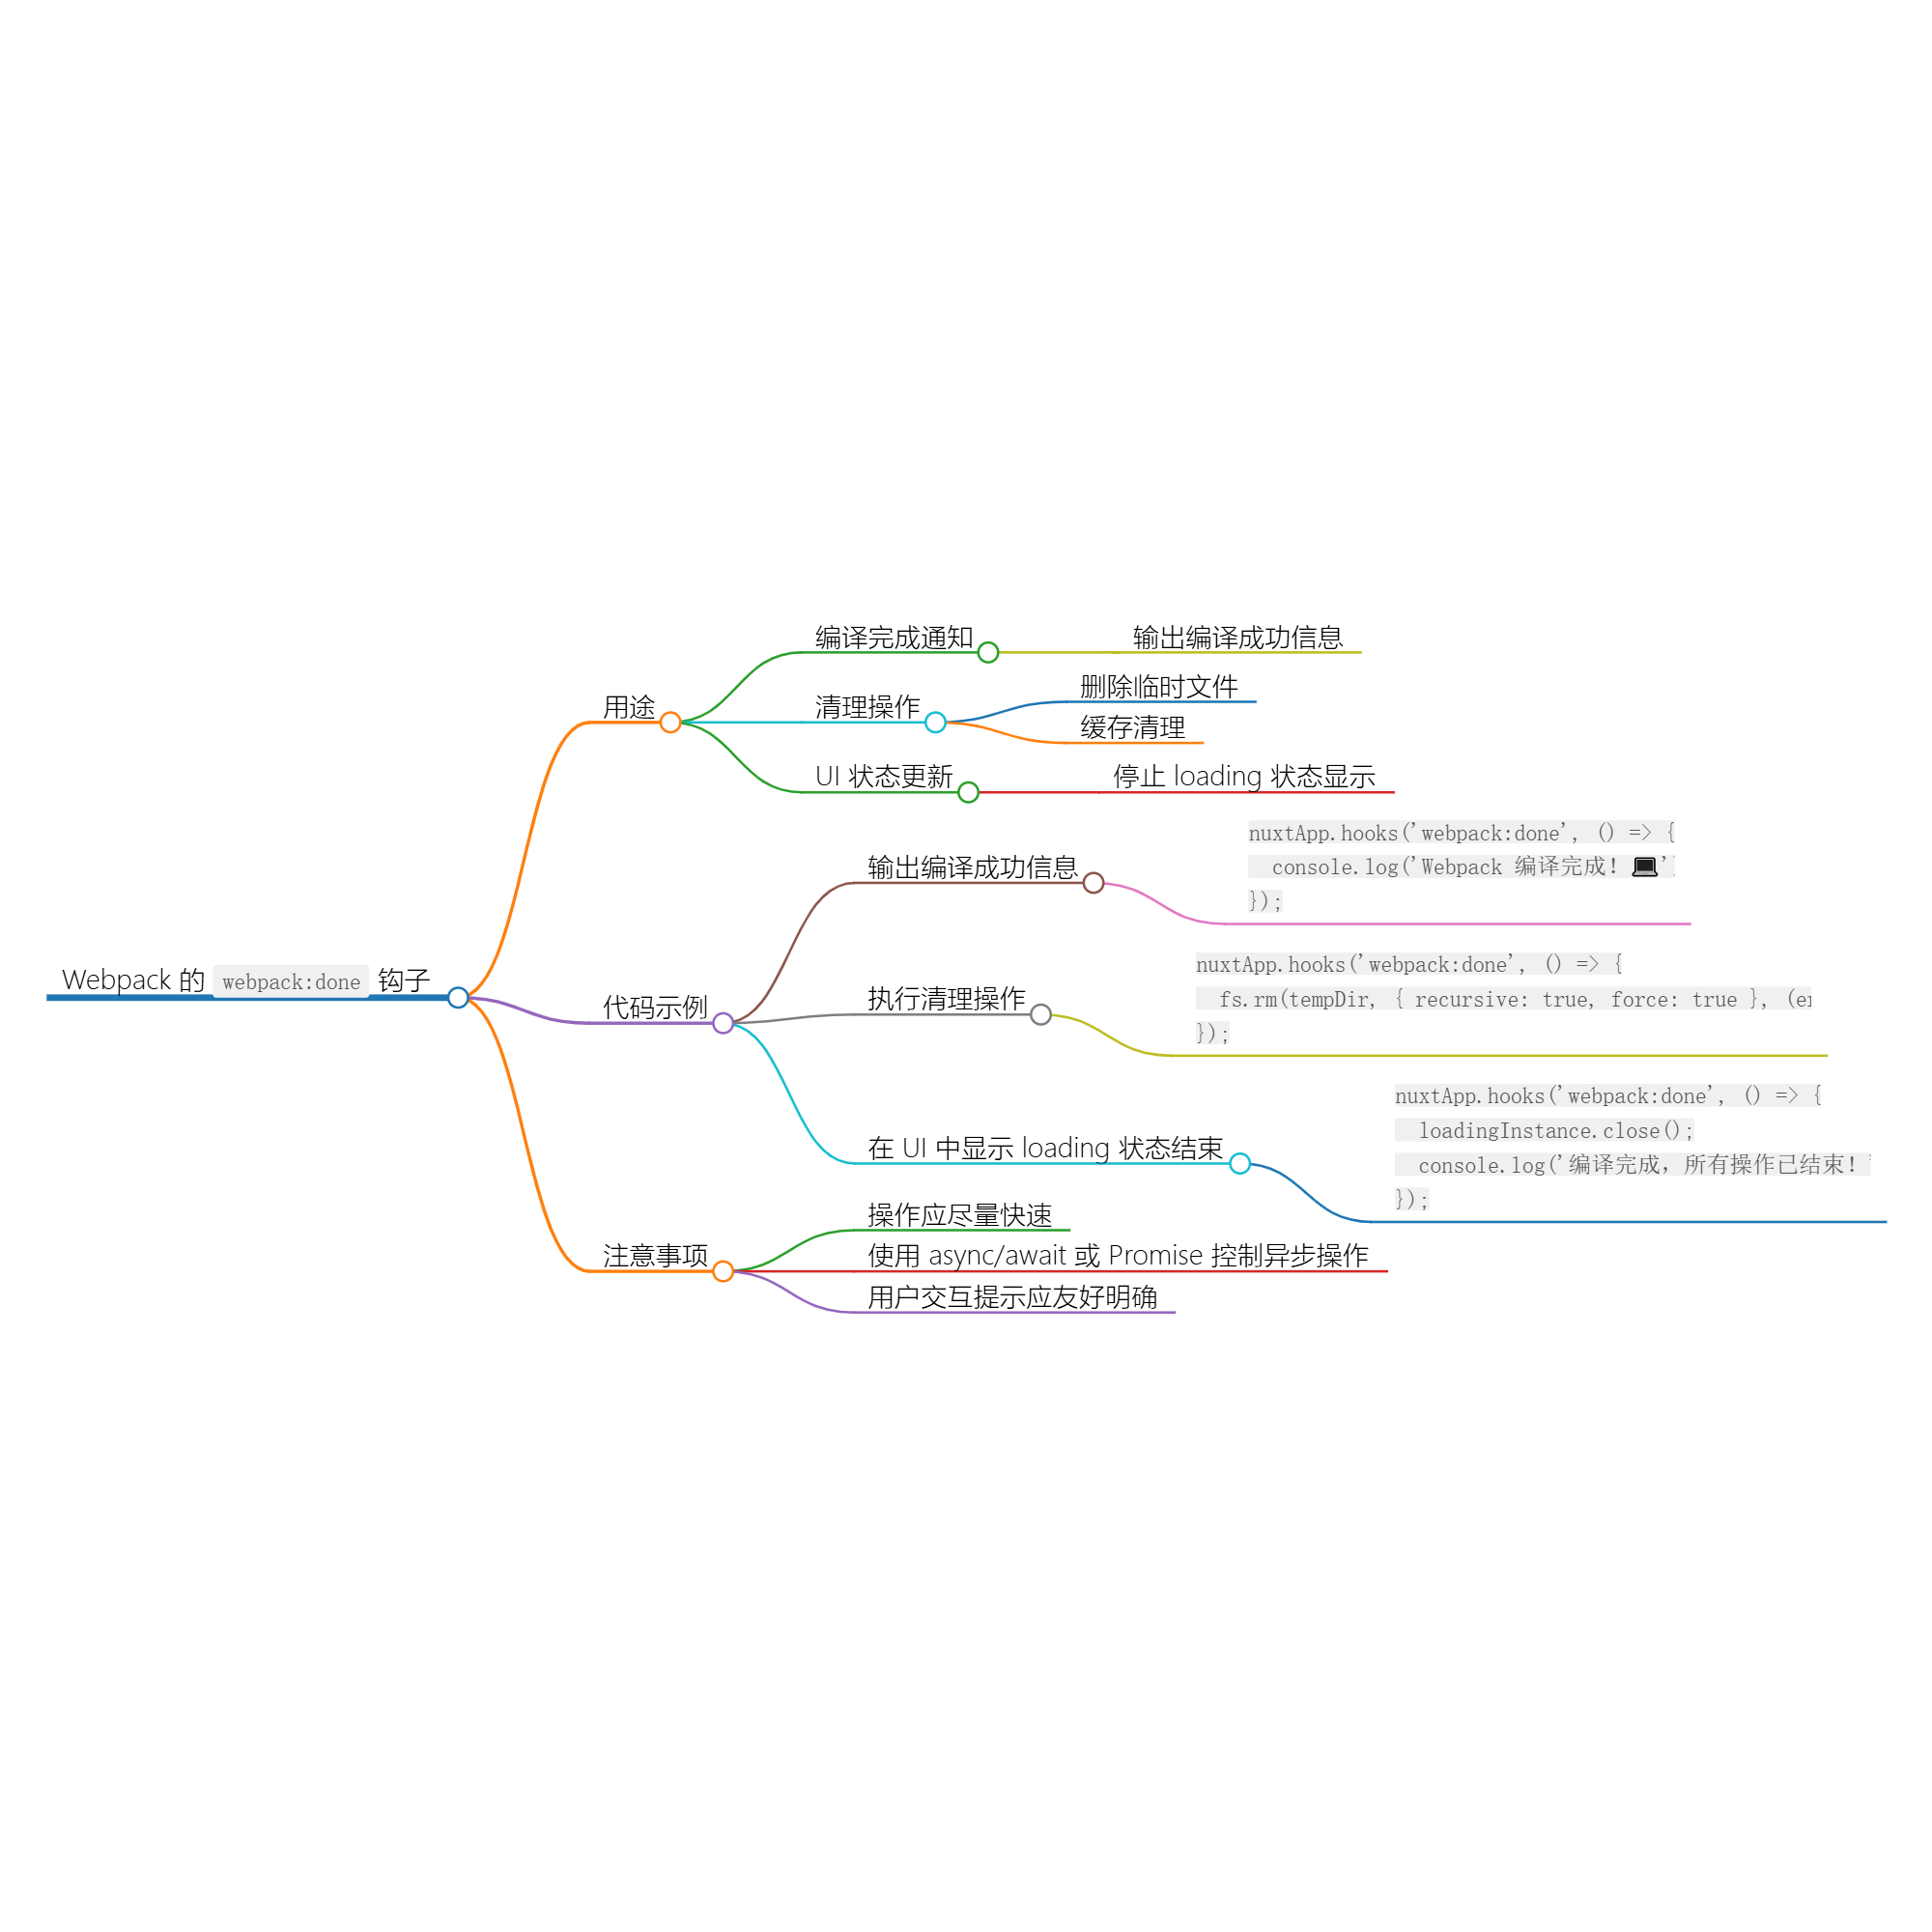 Webpack 的 webpack:done 钩子
用途
编译完成通知
输出编译成功信息
清理操作
删除临时文件
缓存清理
UI 状态更新
停止 loading 状态显示
代码示例
输出编译成功信息
nuxtApp.hooks('webpack:done', () => {
  console.log('Webpack 编译完成！💻'
});
执行清理操作
nuxtApp.hooks('webpack:done', () => {
  fs.rm(tempDir, { recursive: true, force: true },
});
在 UI 中显示 loading 状态结束
nuxtApp.hooks('webpack:done', () => {
  loadingInstance.close();
  console.log('编译完成，所有操作已结束！
});
注意事项
操作应尽量快速
使用 async/await 或 Promise 控制异步操作
用户交互提示应友好明确